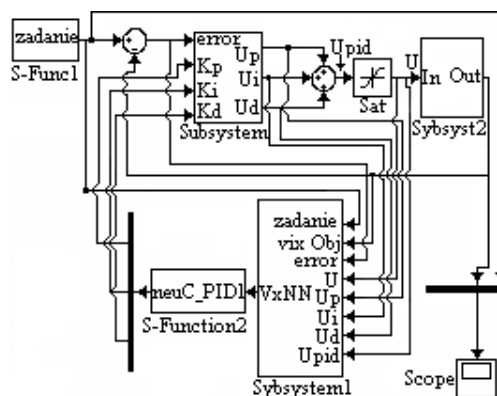 zadanie
S-Func1
error
Kp
Ki
Kd
Up
Ui
Ud
Subsystem
Upid
Sat
U
In
Out
Sybsyst2
zadanie
vix Obj
error
U
Up
Ui
Ud
Upid
VxNN
Sybsystem1
neuC_PID1
S-Function2
Scope